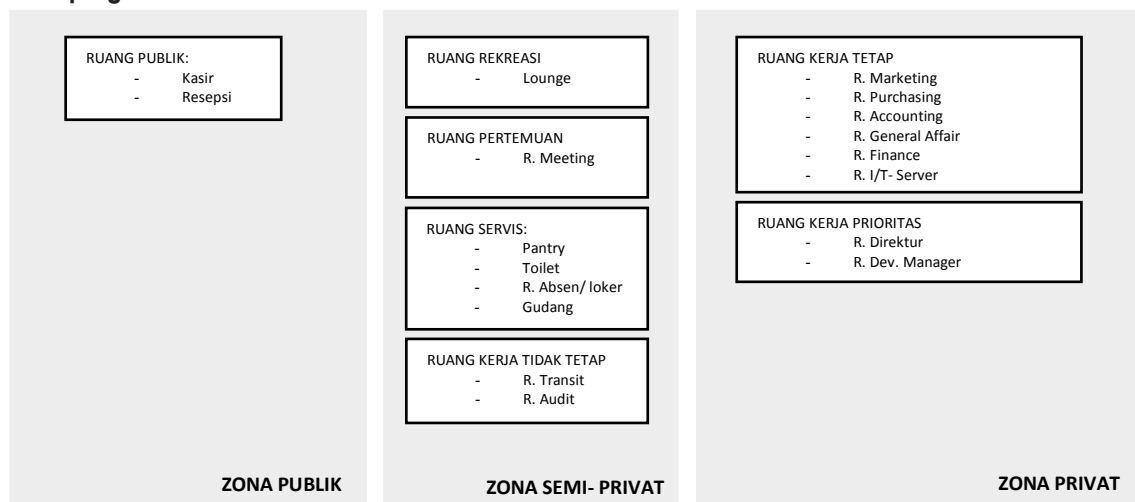 RUANG PUBLIK:
- Kasir
- Resepsi
ZONA PUBLIK
RUANG REKREASI
- Lounge
RUANG PERTEMUAN
- R. Meeting
RUANG SERVIS:
- Pantry
- Toilet
- R. Absen/ loker
- Gudang
RUANG KERJA TIDAK TETAP
- R. Transit
- R. Audit
ZONA SEMI- PRIVAT
RUANG KERJA TETAP
- R. Marketing
- R. Purchasing
- R. Accounting
- R. General Affair
- R. Finance
- R. I/T- Server
RUANG KERJA PRIORITAS
- R. Direktur
- R. Dev. Manager
ZONA PRIVAT